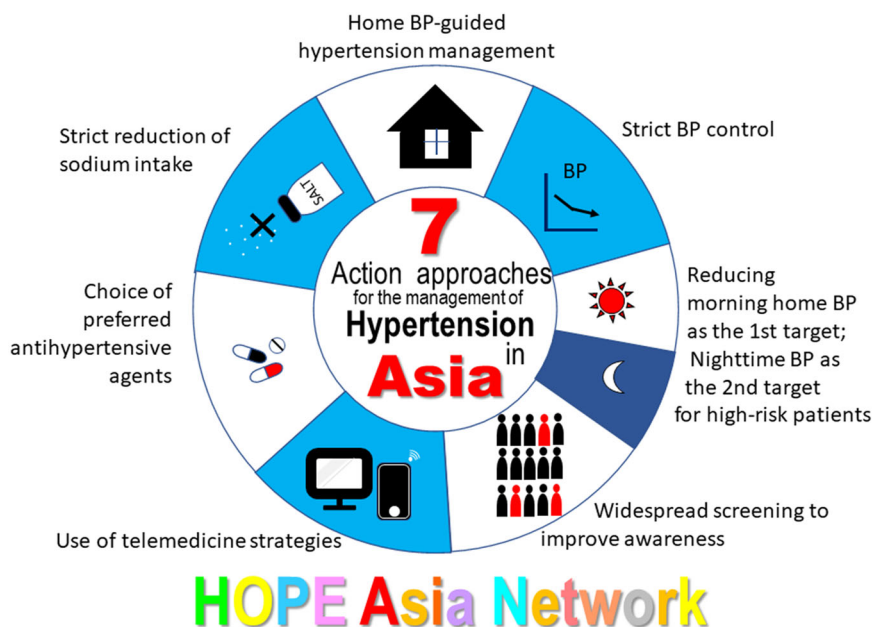 Home BP-guided
hypertension management
Strict reduction of
sodium intake
Strict BP control
SALT
BP
7
Action approaches
for the management of
Hypertension
in
Asia
Reducing
morning home BP
as the 1st target;
Nighttime BP as
the 2nd target
for high-risk patients
Choice of
preferred
antihypertensive
agents
Use of telemedicine strategies
Widespread screening to
improve awareness
HOPE Asia Network